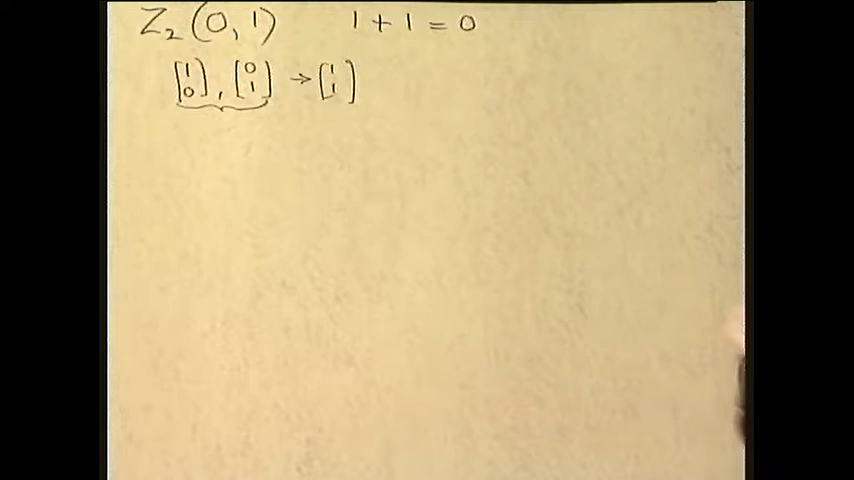 Z₂ (0, 1) 1 + 1 = 0
[1 0], [0 1] → [1 1]